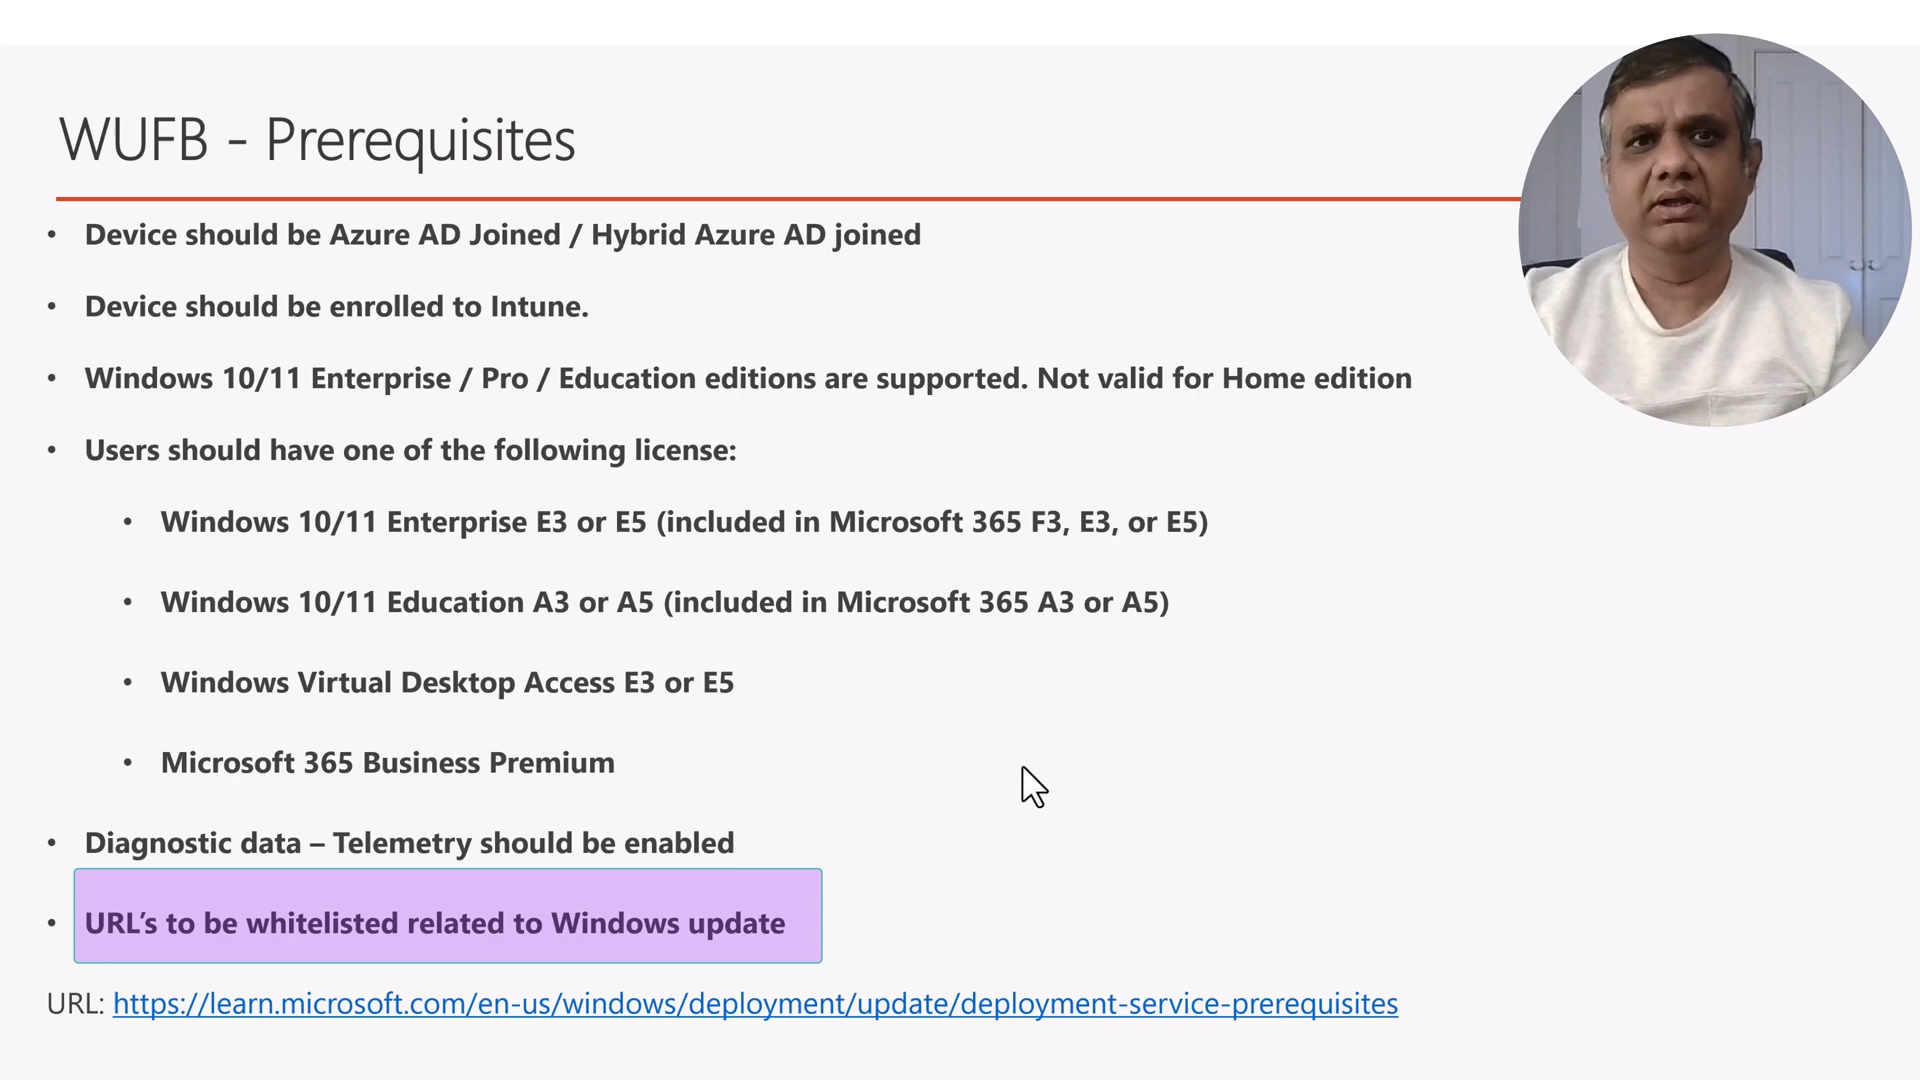 WUFB - Prerequisites
• Device should be Azure AD Joined / Hybrid Azure AD joined
• Device should be enrolled to Intune.
• Windows 10/11 Enterprise / Pro / Education editions are supported. Not valid for Home edition
• Users should have one of the following license:
• Windows 10/11 Enterprise E3 or E5 (included in Microsoft 365 F3, E3, or E5)
• Windows 10/11 Education A3 or A5 (included in Microsoft 365 A3 or A5)
• Windows Virtual Desktop Access E3 or E5
• Microsoft 365 Business Premium
• Diagnostic data – Telemetry should be enabled
• URL’s to be whitelisted related to Windows update
URL: https://learn.microsoft.com/en-us/windows/deployment/update/deployment-service-prerequisites